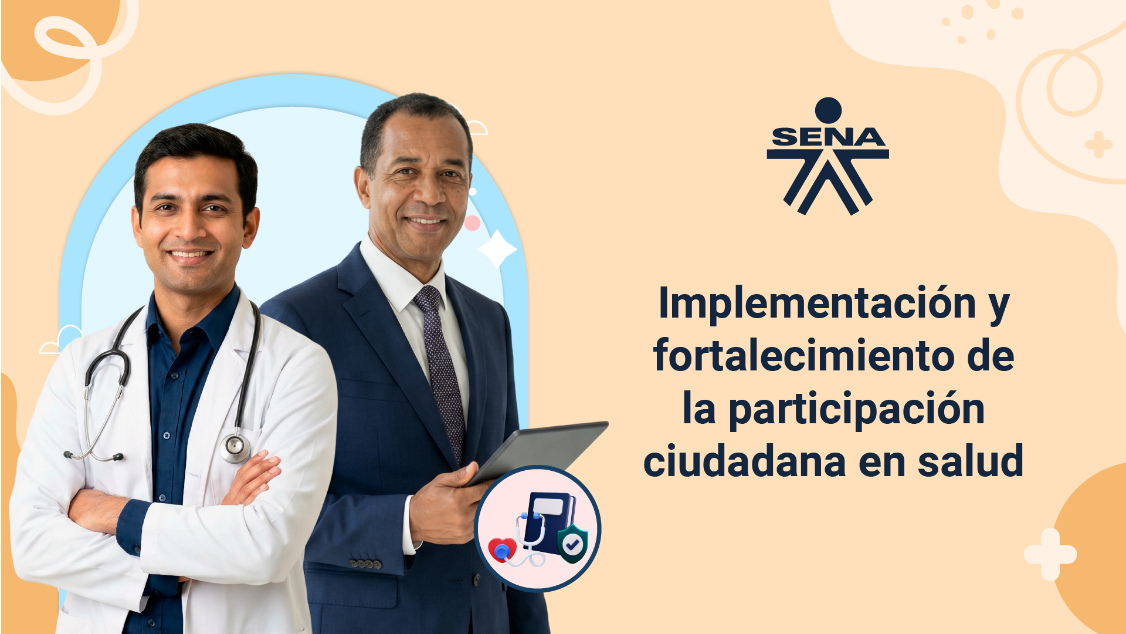 SENA
Implementación y
fortalecimiento de
la participación
ciudadana en salud